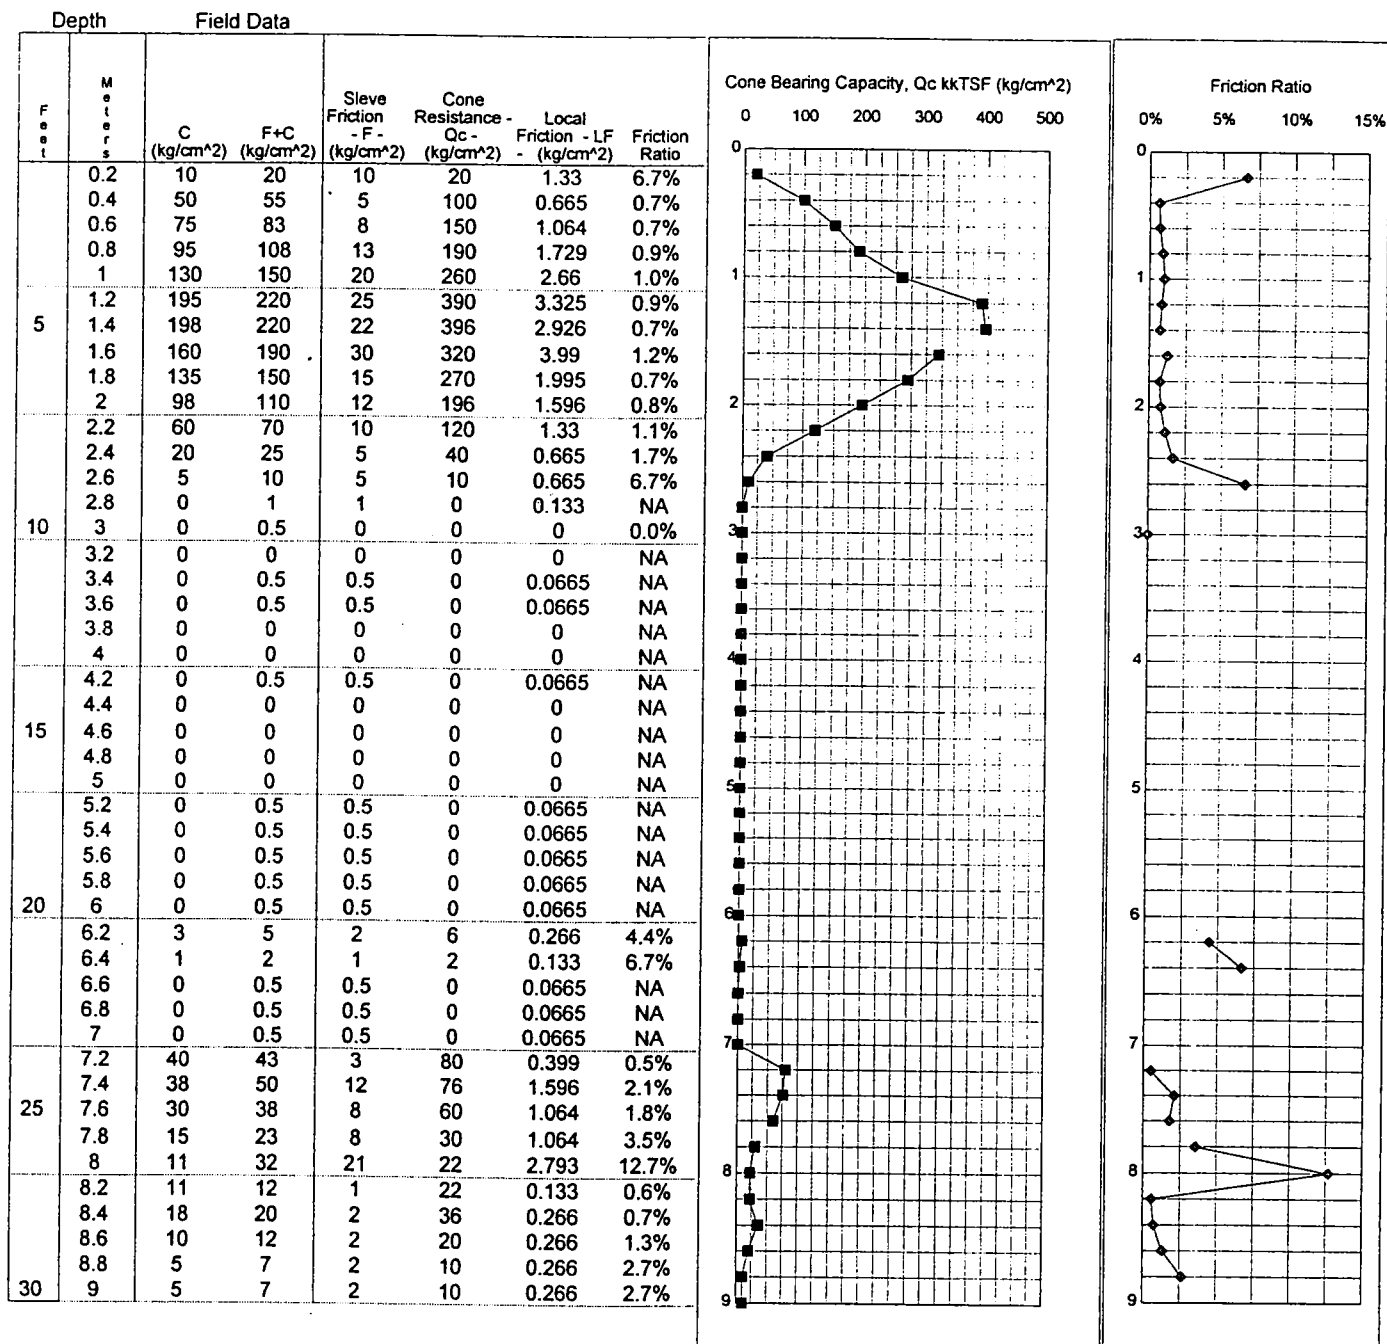 Depth Field Data
Feet Meters C (kg/cm^2) F+C (kg/cm^2) Sleve Friction - F - (kg/cm^2) Cone Resistance - Qc - (kg/cm^2) Local Friction - LF - (kg/cm^2) Friction Ratio
0.2 10 20 10 20 1.33 6.7%
0.4 50 55 5 100 0.665 0.7%
0.6 75 83 8 150 1.064 0.7%
0.8 95 108 13 190 1.729 0.9%
1 130 150 20 260 2.66 1.0%
1.2 195 220 25 390 3.325 0.9%
5 1.4 198 220 22 396 2.926 0.7%
1.6 160 190 30 320 3.99 1.2%
1.8 135 150 15 270 1.995 0.7%
2 98 110 12 196 1.596 0.8%
2.2 60 70 10 120 1.33 1.1%
2.4 20 25 5 40 0.665 1.7%
2.6 5 10 5 10 0.665 6.7%
2.8 0 1 1 0 0.133 NA
10 3 0 0.5 0 0 0 0.0%
3.2 0 0 0 0 0 NA
3.4 0 0.5 0.5 0 0.0665 NA
3.6 0 0.5 0.5 0 0.0665 NA
3.8 0 0 0 0 0 NA
4 0 0 0 0 0 NA
4.2 0 0.5 0.5 0 0.0665 NA
4.4 0 0 0 0 0 NA
15 4.6 0 0 0 0 0 NA
4.8 0 0 0 0 0 NA
5 0 0 0 0 0 NA
5.2 0 0.5 0.5 0 0.0665 NA
5.4 0 0.5 0.5 0 0.0665 NA
5.6 0 0.5 0.5 0 0.0665 NA
5.8 0 0.5 0.5 0 0.0665 NA
20 6 0 0.5 0.5 0 0.0665 NA
6.2 3 5 2 6 0.266 4.4%
6.4 1 2 1 2 0.133 6.7%
6.6 0 0.5 0.5 0 0.0665 NA
6.8 0 0.5 0.5 0 0.0665 NA
7 0 0.5 0.5 0 0.0665 NA
7.2 40 43 3 80 0.399 0.5%
7.4 38 50 12 76 1.596 2.1%
25 7.6 30 38 8 60 1.064 1.8%
7.8 15 23 8 30 1.064 3.5%
8 11 32 21 22 2.793 12.7%
8.2 11 12 1 22 0.133 0.6%
8.4 18 20 2 36 0.266 0.7%
8.6 10 12 2 20 0.266 1.3%
8.8 5 7 2 10 0.266 2.7%
30 9 5 7 2 10 0.266 2.7%
Cone Bearing Capacity, Qc kkTSF (kg/cm^2)
0 100 200 300 400 500
0
1
2
3
4
5
6
7
8
9
Friction Ratio
0% 5% 10% 15%
0
1
2
3
4
5
6
7
8
9